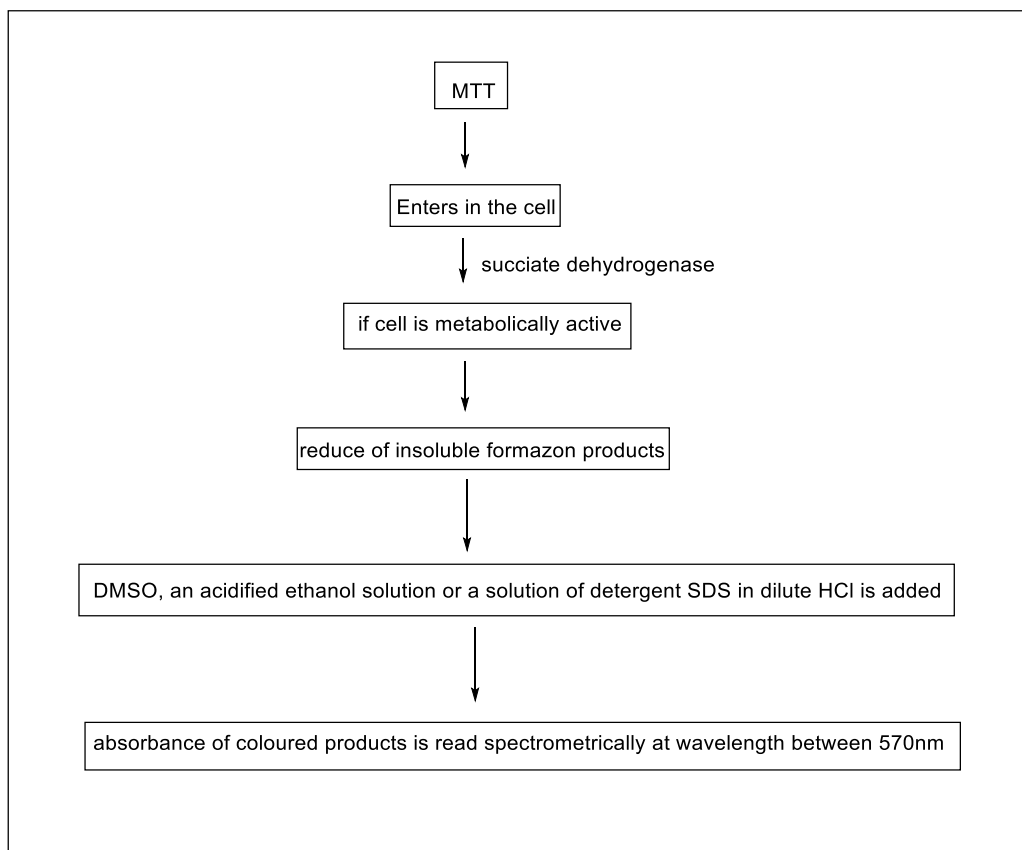 MTT
Enters in the cell
succiate dehydrogenase
if cell is metabolically active
reduce of insoluble formazon products
DMSO, an acidified ethanol solution or a solution of detergent SDS in dilute HCl is added
absorbance of coloured products is read spectrometrically at wavelength between 570nm